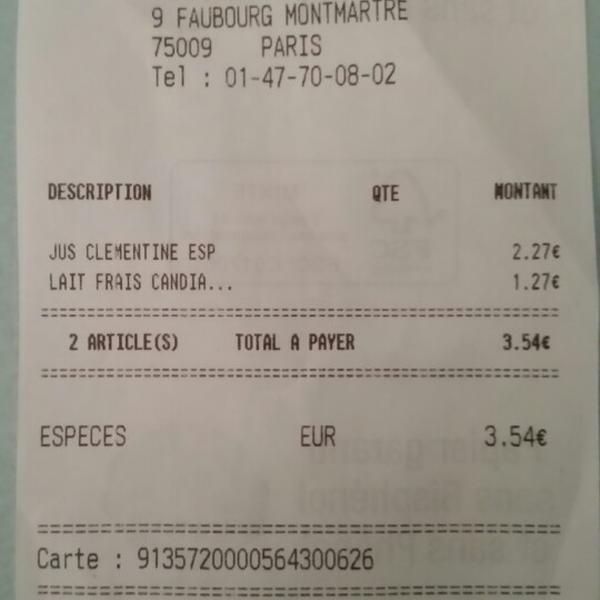 9 FAUBOURG MONTMARTRE
75009 PARIS
Tel : 01-47-70-08-02
DESCRIPTION QTE MONTANT
JUS CLEMENTINE ESP 2.27€
LAIT FRAIS CANDIA... 1.27€
2 ARTICLE(S) TOTAL A PAYER 3.54€
ESPECES EUR 3.54€
Carte : 9135720000564300626